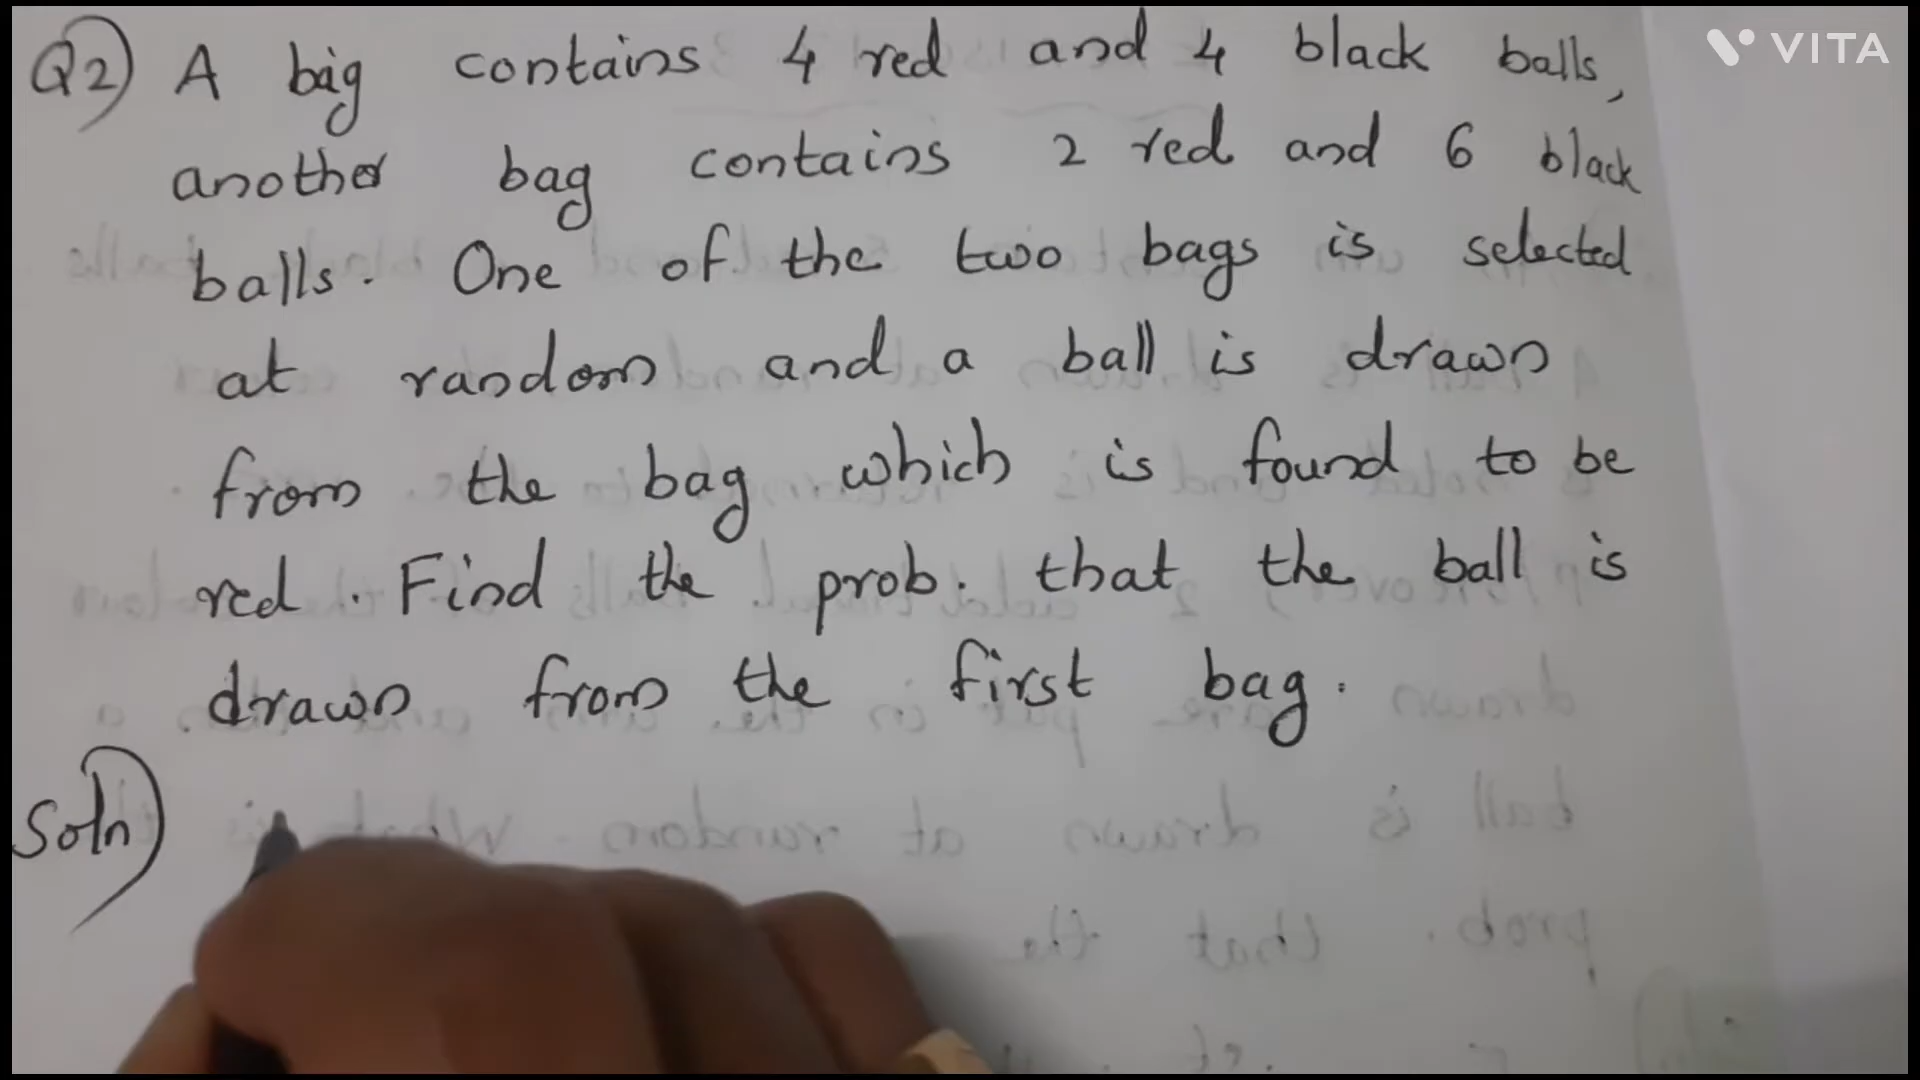 Q2) A big contains 4 red and 4 black balls,
another bag contains 2 red and 6 black
balls. One of the two bags is selected
at random and a ball is drawn
from the bag which is found to be
red. Find the prob. that the ball is
drawn from the first bag.
Soln)
VITA